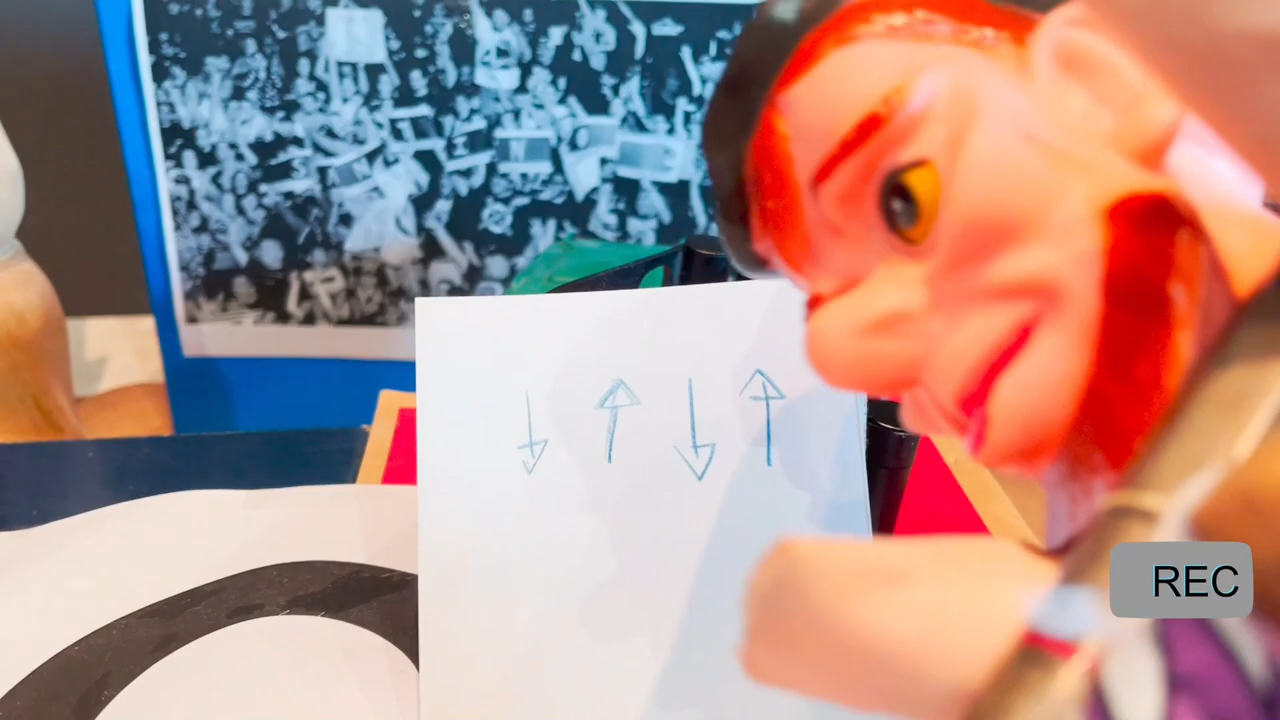 ↓ ↑ ↓ ↑
REC